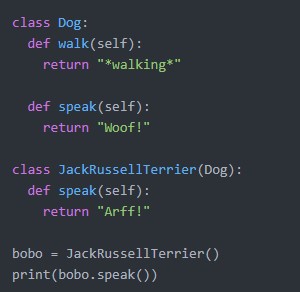 class Dog:
  def walk(self):
    return "*walking*"

  def speak(self):
    return "Woof!"

class JackRussellTerrier(Dog):
  def speak(self):
    return "Arff!"

bobo = JackRussellTerrier()
print(bobo.speak())